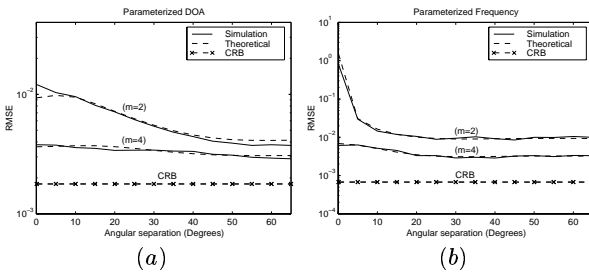 Parameterized DOA
Simulation
Theoretical
CRB
(m=2)
(m=4)
CRB
RMSE
10^-2
10^-3
0 10 20 30 40 50 60
Angular separation (Degrees)
(a)
Parameterized Frequency
Simulation
Theoretical
CRB
(m=2)
(m=4)
CRB
RMSE
10^1
10^0
10^-1
10^-2
10^-3
10^-4
0 10 20 30 40 50 60
Angular separation (Degrees)
(b)